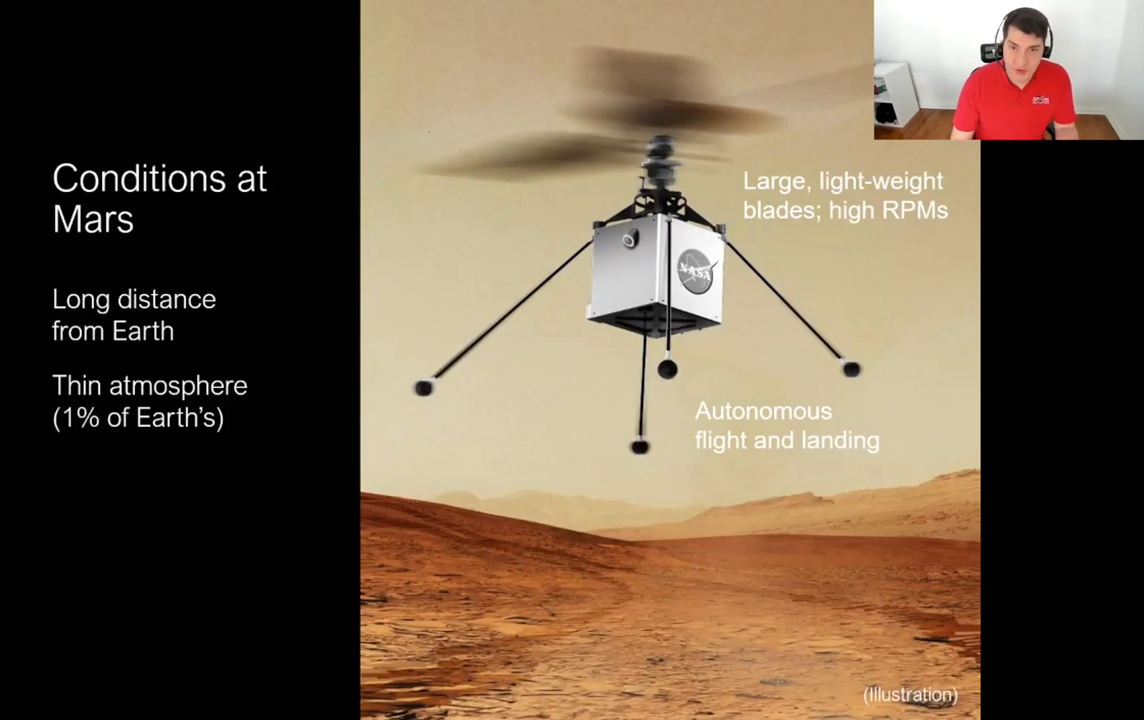 Conditions at
Mars
Long distance
from Earth
Thin atmosphere
(1% of Earth's)
Large, light-weight
blades; high RPMs
NASA
Autonomous
flight and landing
(Illustration)